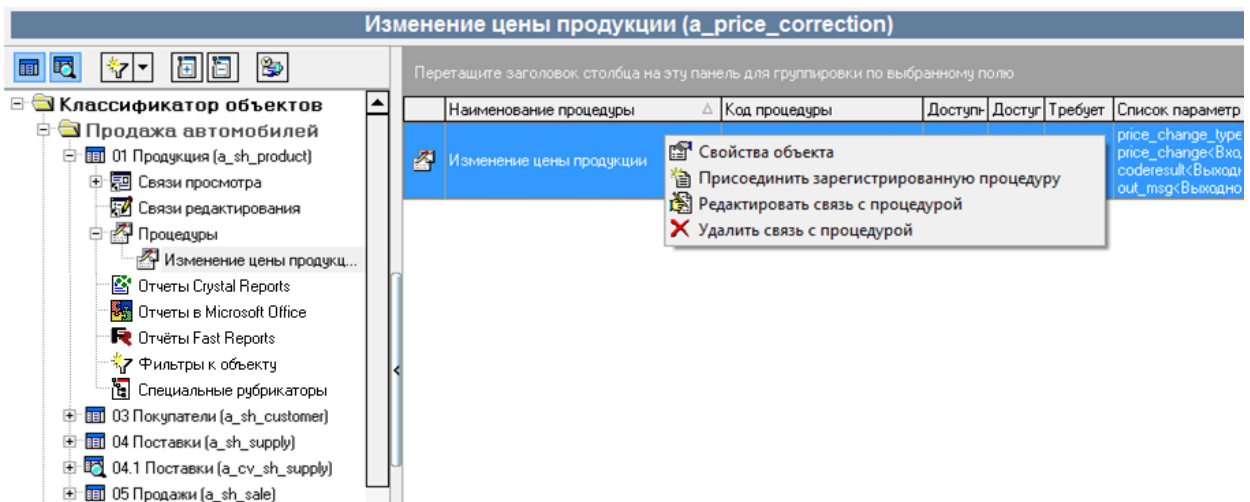 Изменение цены продукции (a_price_correction)
Перетащите заголовок столбца на эту панель для группировки по выбранному полю
Классификатор объектов
Продажа автомобилей
01 Продукция (a_sh_product)
Связи просмотра
Связи редактирования
Процедуры
Изменение цены продукц...
Отчеты Crystal Reports
Отчеты в Microsoft Office
Отчёты Fast Reports
Фильтры к объекту
Специальные рубрикаторы
03 Покупатели (a_sh_customer)
04 Поставки (a_sh_supply)
04.1 Поставки (a_cv_sh_supply)
05 Продажи (a_sh_sale)
Наименование процедуры Код процедуры Доступн Доступ Требует Список параметр
Изменение цены продукции
price_change_type
price_change<Вхо
coderesult<Выходн
out_msg<Выходно
Свойства объекта
Присоединить зарегистрированную процедуру
Редактировать связь с процедурой
Удалить связь с процедурой